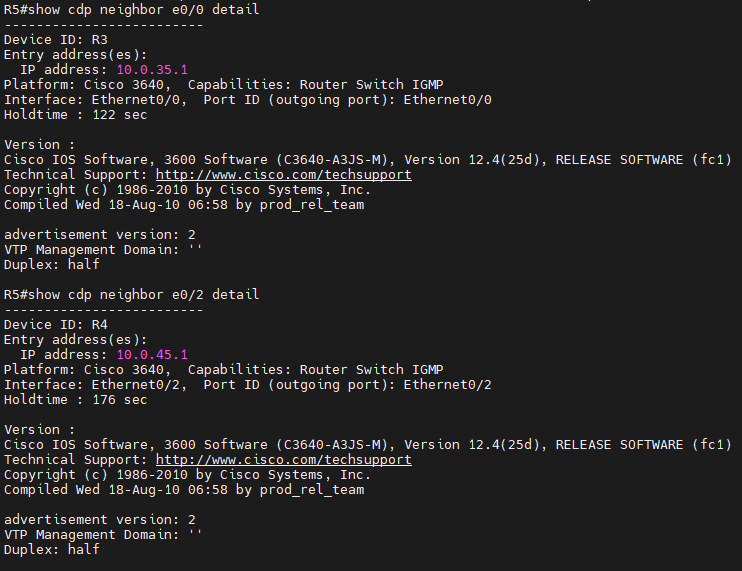 R5#show cdp neighbor e0/0 detail
-------------------------
Device ID: R3
Entry address(es):
  IP address: 10.0.35.1
Platform: Cisco 3640,  Capabilities: Router Switch IGMP
Interface: Ethernet0/0,  Port ID (outgoing port): Ethernet0/0
Holdtime : 122 sec

Version :
Cisco IOS Software, 3600 Software (C3640-A3JS-M), Version 12.4(25d), RELEASE SOFTWARE (fc1)
Technical Support: http://www.cisco.com/techsupport
Copyright (c) 1986-2010 by Cisco Systems, Inc.
Compiled Wed 18-Aug-10 06:58 by prod_rel_team

advertisement version: 2
VTP Management Domain: ''
Duplex: half

R5#show cdp neighbor e0/2 detail
-------------------------
Device ID: R4
Entry address(es):
  IP address: 10.0.45.1
Platform: Cisco 3640,  Capabilities: Router Switch IGMP
Interface: Ethernet0/2,  Port ID (outgoing port): Ethernet0/2
Holdtime : 176 sec

Version :
Cisco IOS Software, 3600 Software (C3640-A3JS-M), Version 12.4(25d), RELEASE SOFTWARE (fc1)
Technical Support: http://www.cisco.com/techsupport
Copyright (c) 1986-2010 by Cisco Systems, Inc.
Compiled Wed 18-Aug-10 06:58 by prod_rel_team

advertisement version: 2
VTP Management Domain: ''
Duplex: half